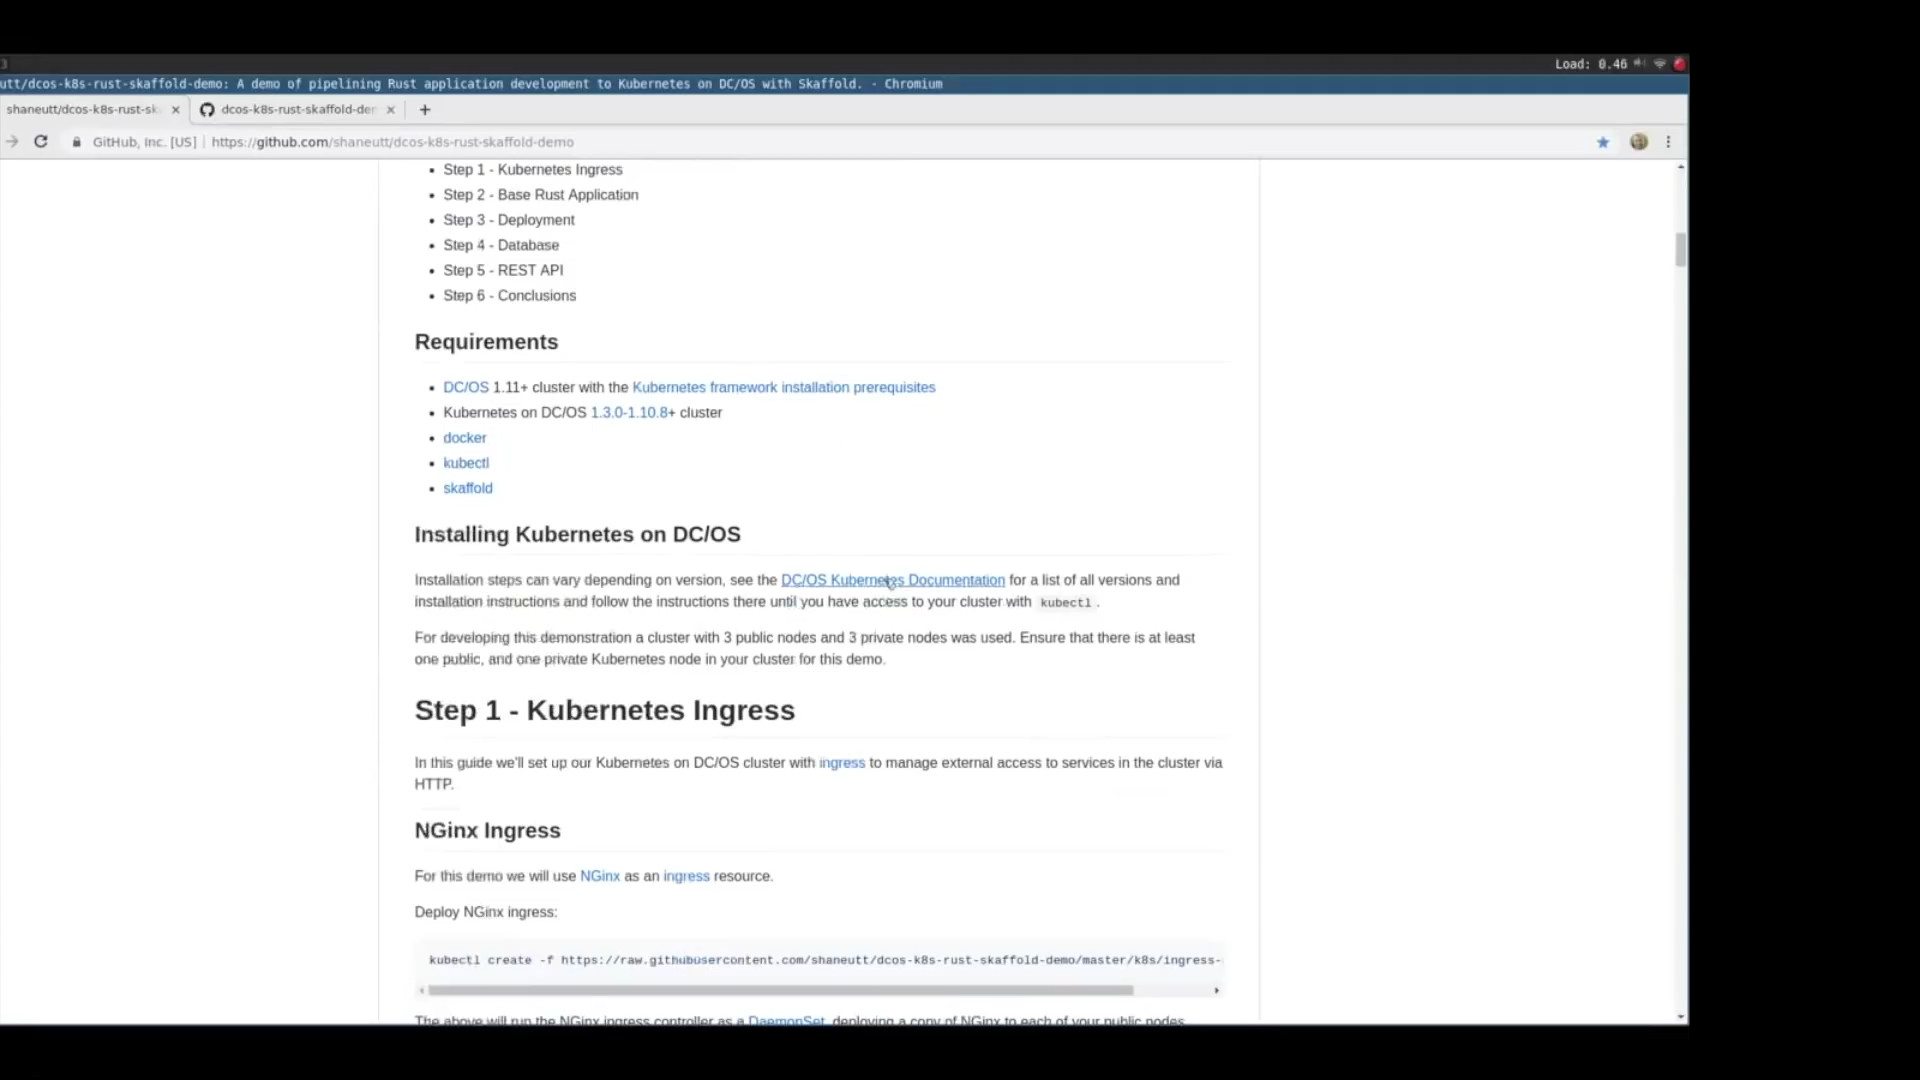 3
Load: 0.46
utt/dcos-k8s-rust-skaffold-demo: A demo of pipelining Rust application development to Kubernetes on DC/OS with Skaffold. - Chromium
shaneutt/dcos-k8s-rust-sk
dcos-k8s-rust-skaffold-der
GitHub, Inc. [US] | https://github.com/shaneutt/dcos-k8s-rust-skaffold-demo
• Step 1 - Kubernetes Ingress
• Step 2 - Base Rust Application
• Step 3 - Deployment
• Step 4 - Database
• Step 5 - REST API
• Step 6 - Conclusions
Requirements
• DC/OS 1.11+ cluster with the Kubernetes framework installation prerequisites
• Kubernetes on DC/OS 1.3.0-1.10.8+ cluster
• docker
• kubectl
• skaffold
Installing Kubernetes on DC/OS
Installation steps can vary depending on version, see the DC/OS Kubernetes Documentation for a list of all versions and
installation instructions and follow the instructions there until you have access to your cluster with kubectl .
For developing this demonstration a cluster with 3 public nodes and 3 private nodes was used. Ensure that there is at least
one public, and one private Kubernetes node in your cluster for this demo.
Step 1 - Kubernetes Ingress
In this guide we'll set up our Kubernetes on DC/OS cluster with ingress to manage external access to services in the cluster via
HTTP.
NGinx Ingress
For this demo we will use NGinx as an ingress resource.
Deploy NGinx ingress:
kubectl create -f https://raw.githubusercontent.com/shaneutt/dcos-k8s-rust-skaffold-demo/master/k8s/ingress-
The above will run the NGinx ingress controller as a DaemonSet, deploying a copy of NGinx to each of your public nodes